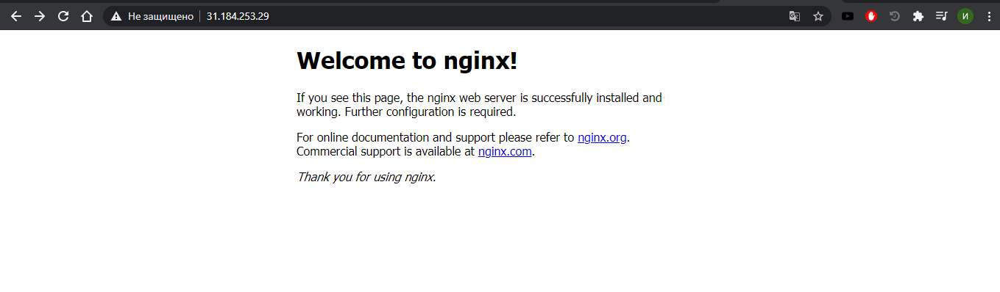 Не защищено 31.184.253.29
И
Welcome to nginx!
If you see this page, the nginx web server is successfully installed and
working. Further configuration is required.
For online documentation and support please refer to nginx.org.
Commercial support is available at nginx.com.
Thank you for using nginx.